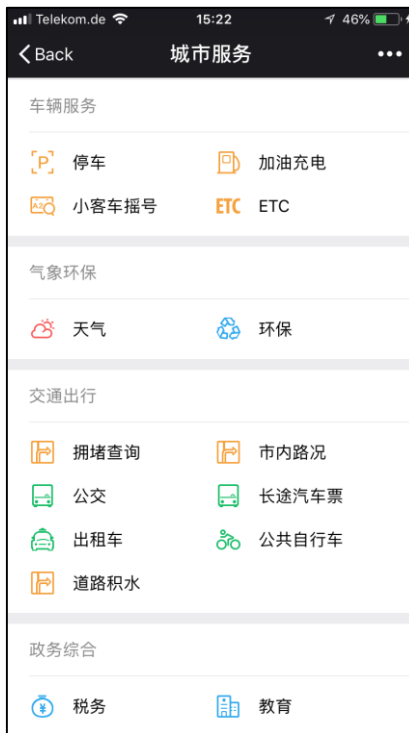 Telekom.de 15:22 46%
Back 城市服务
车辆服务
P 停车 加油充电
小客车摇号 ETC ETC
气象环保
天气 环保
交通出行
拥堵查询 市内路况
公交 长途汽车票
出租车 公共自行车
道路积水
政务综合
¥ 税务 教育